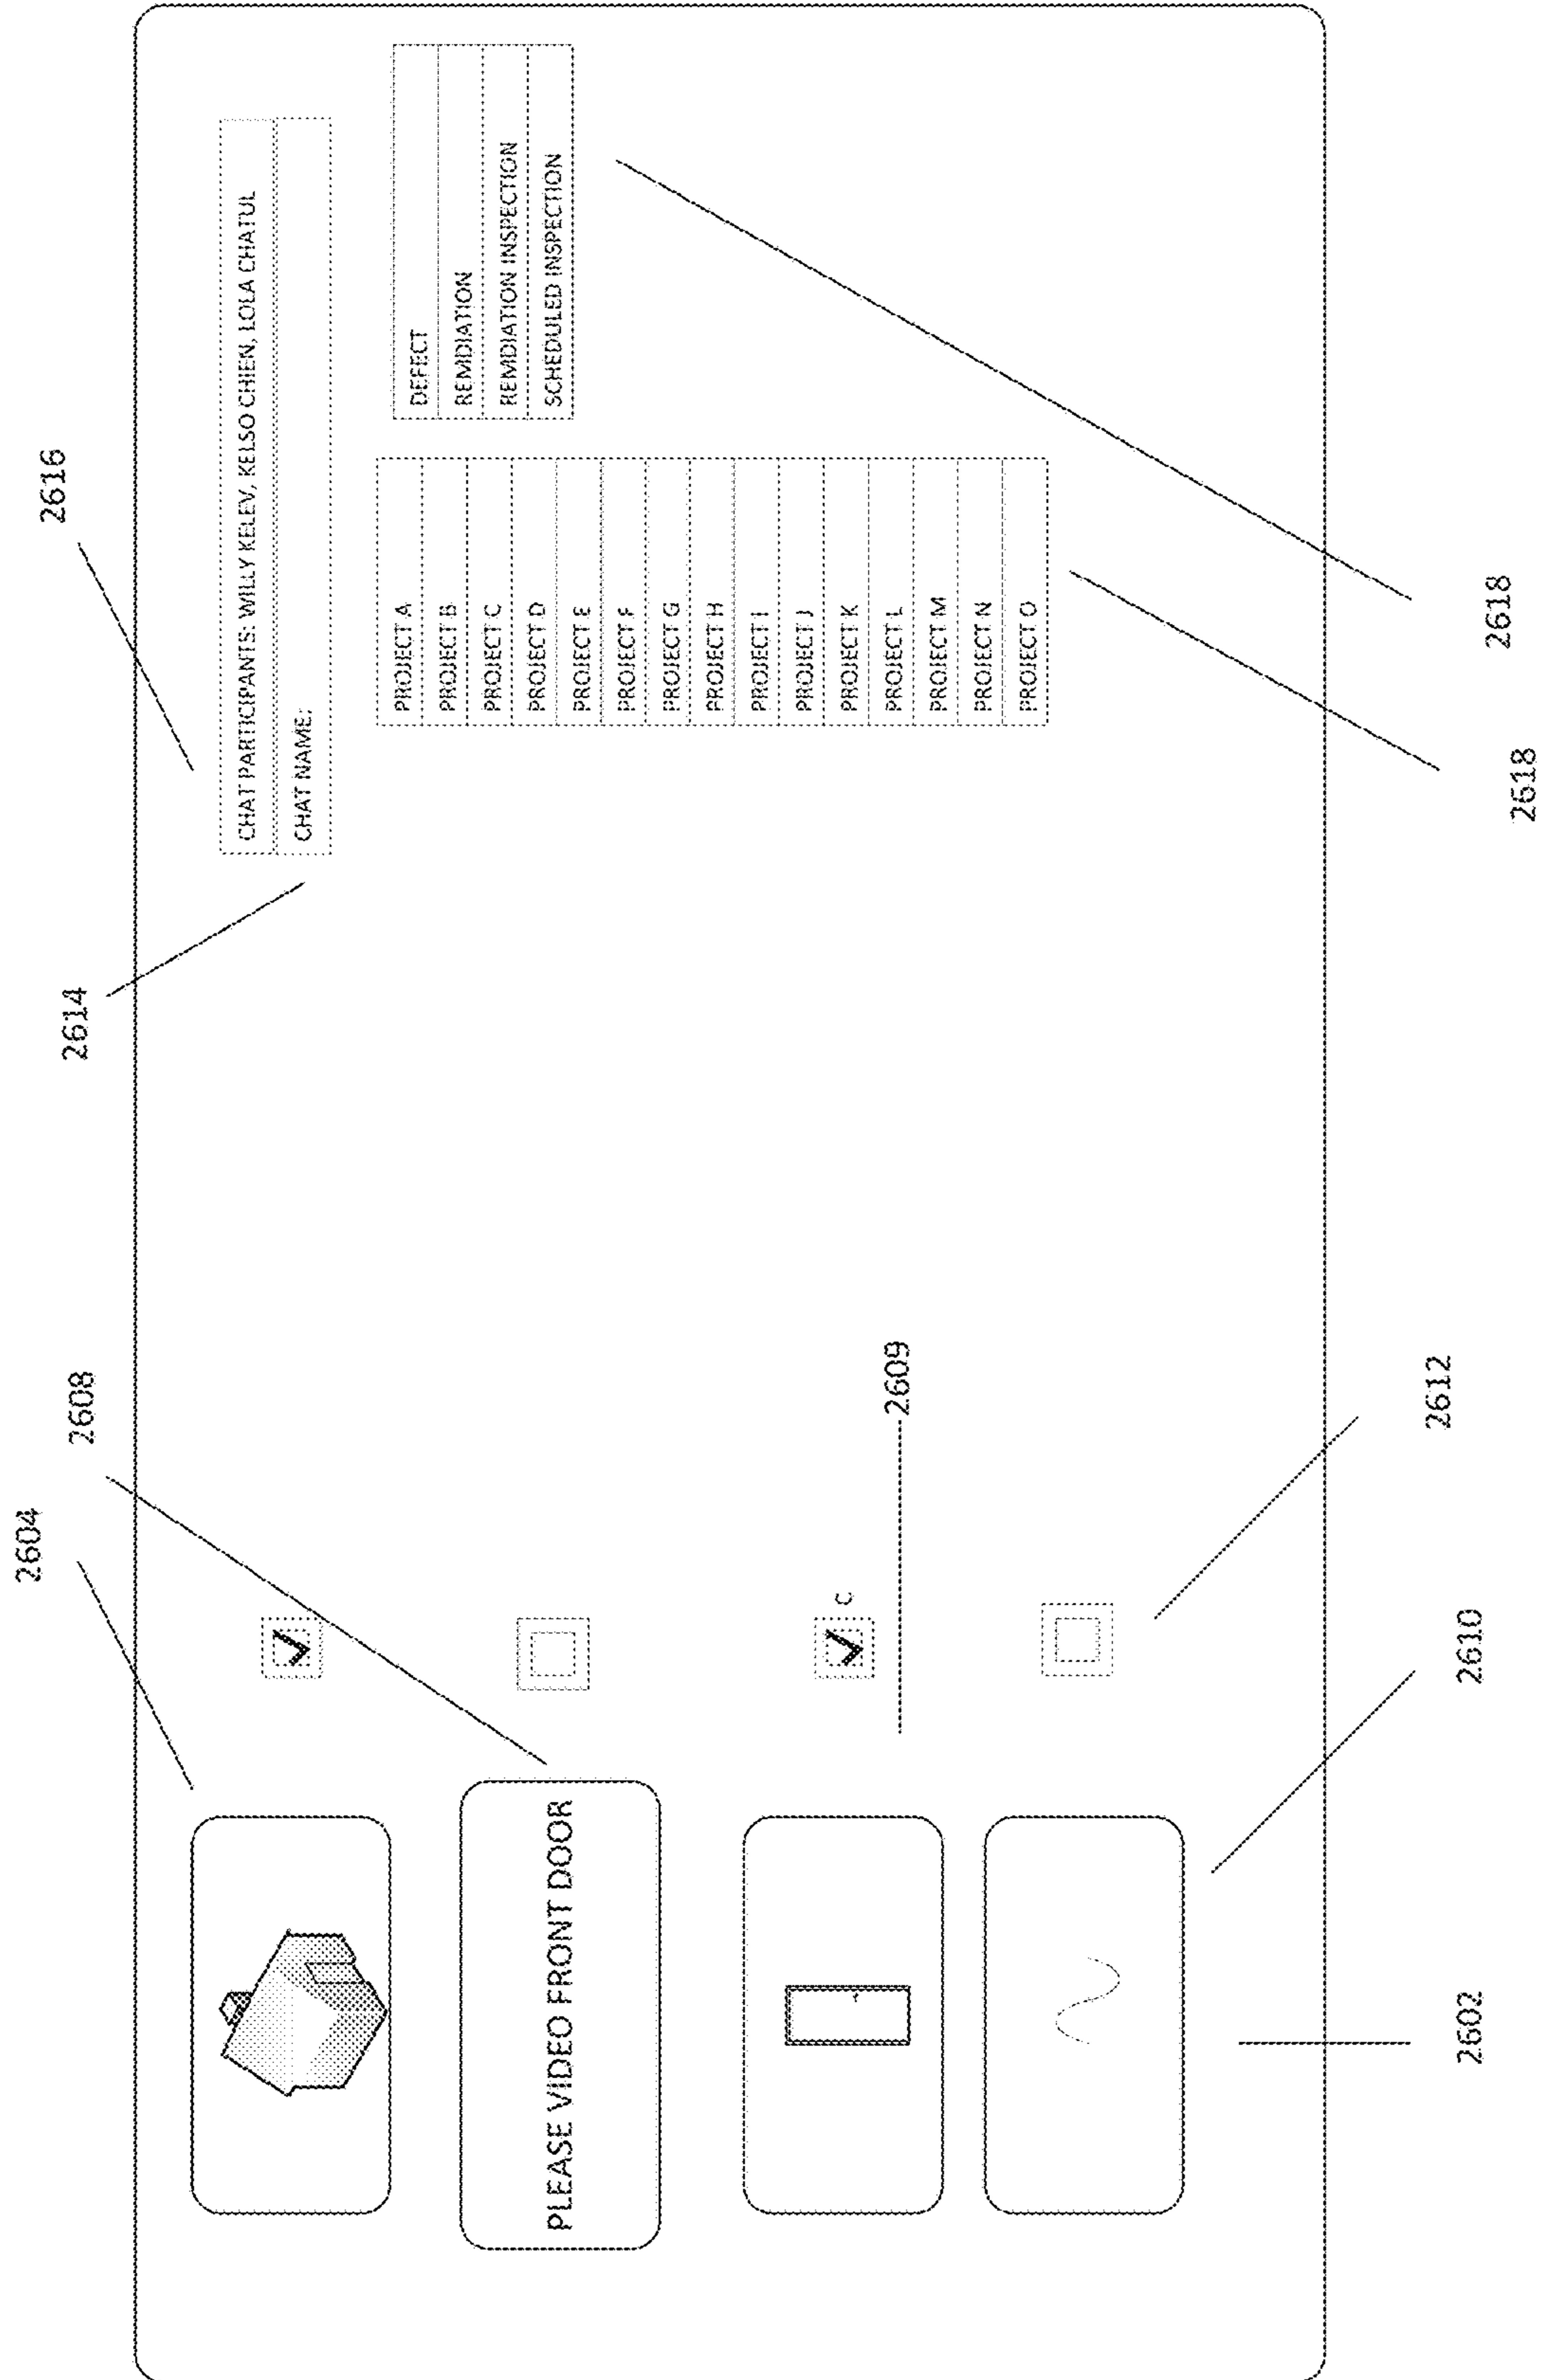 2604
2608
2614
2616
CHAT PARTICIPANTS: WILLY KELEV, KELSO CHEN, LOLA CHATUL
CHAT NAME:
PLEASE VIDEO FRONT DOOR
C
2609
PROJECT A
PROJECT B
PROJECT C
PROJECT D
PROJECT E
PROJECT F
PROJECT G
PROJECT H
PROJECT I
PROJECT J
PROJECT K
PROJECT L
PROJECT M
PROJECT N
PROJECT O
DEFECT
REMDIATION
REMDIATION INSPECTION
SCHEDULED INSPECTION
2602
2610
2612
2618
2618